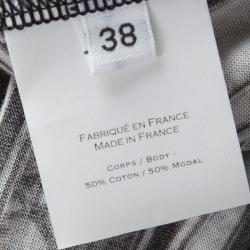 38
FABRIQUÉ EN FRANCE
MADE IN FRANCE
CORPS / BODY :
50% COTON / 50% MODAL